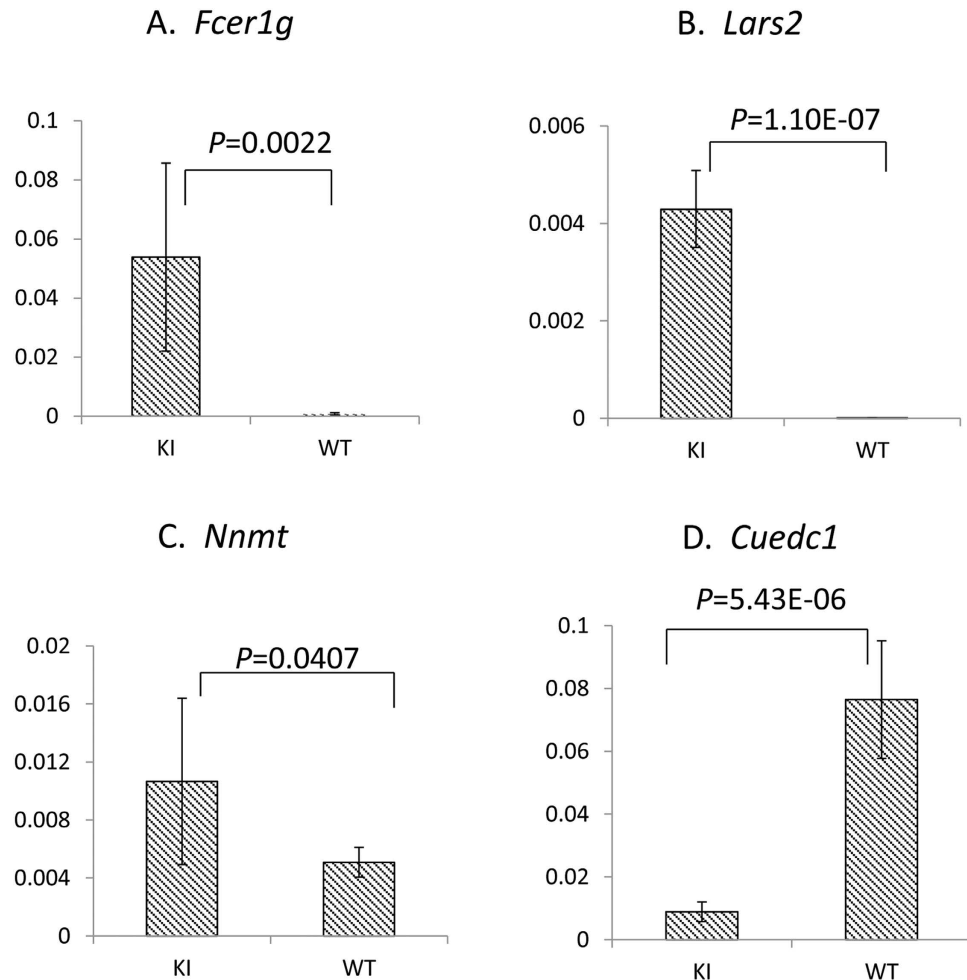 A. Fcer1g
P=0.0022
0.1
0.08
0.06
0.04
0.02
0
KI WT
B. Lars2
P=1.10E-07
0.006
0.004
0.002
0
KI WT
C. Nnmt
P=0.0407
0.02
0.016
0.012
0.008
0.004
0
KI WT
D. Cuedc1
P=5.43E-06
0.1
0.08
0.06
0.04
0.02
0
KI WT